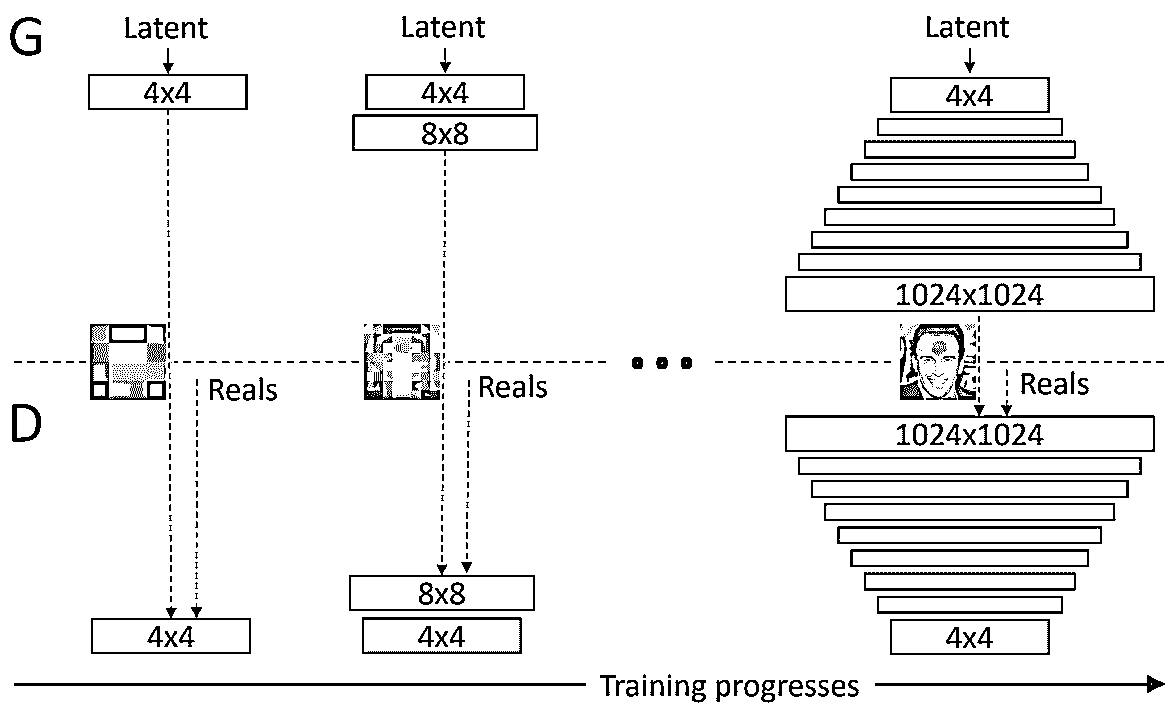 G
Latent
Latent
Latent
4x4
4x4
4x4
8x8
1024x1024
Reals
Reals
Reals
D
1024x1024
8x8
4x4
4x4
4x4
Training progresses